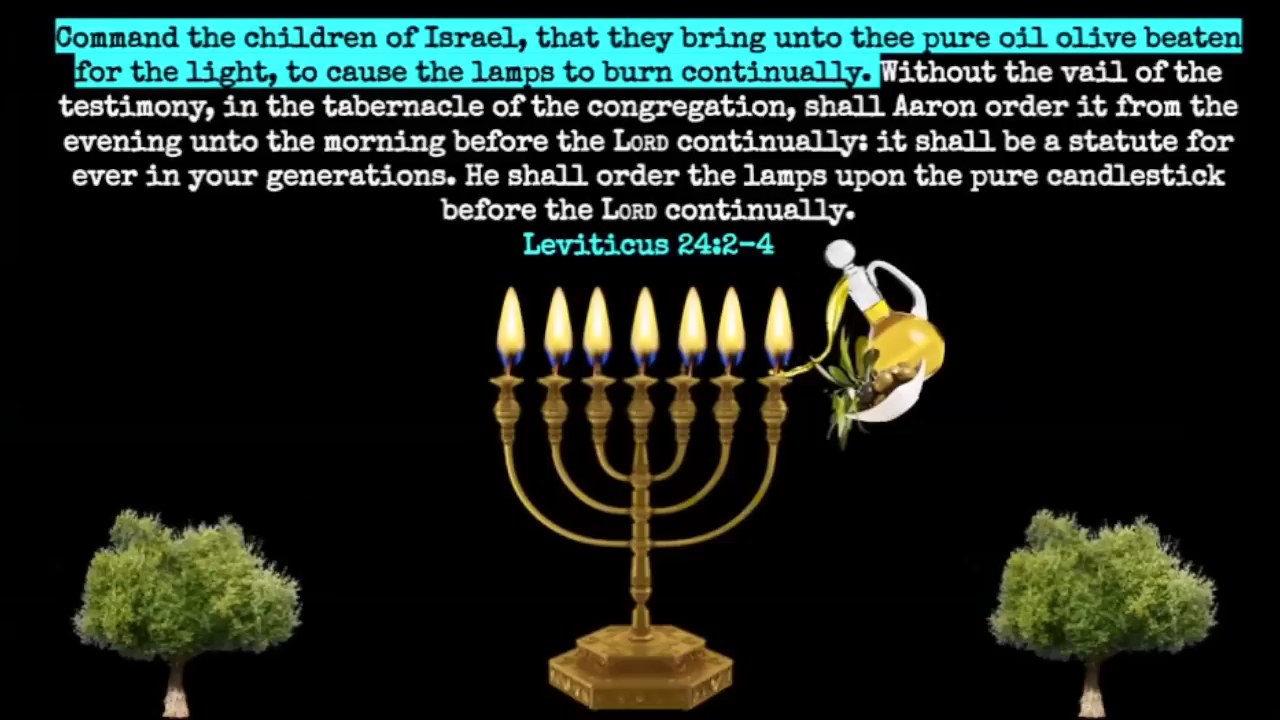 Command the children of Israel, that they bring unto thee pure oil olive beaten
for the light, to cause the lamps to burn continually. Without the vail of the
testimony, in the tabernacle of the congregation, shall Aaron order it from the
evening unto the morning before the LORD continually: it shall be a statute for
ever in your generations. He shall order the lamps upon the pure candlestick
before the LORD continually.
Leviticus 24:2-4